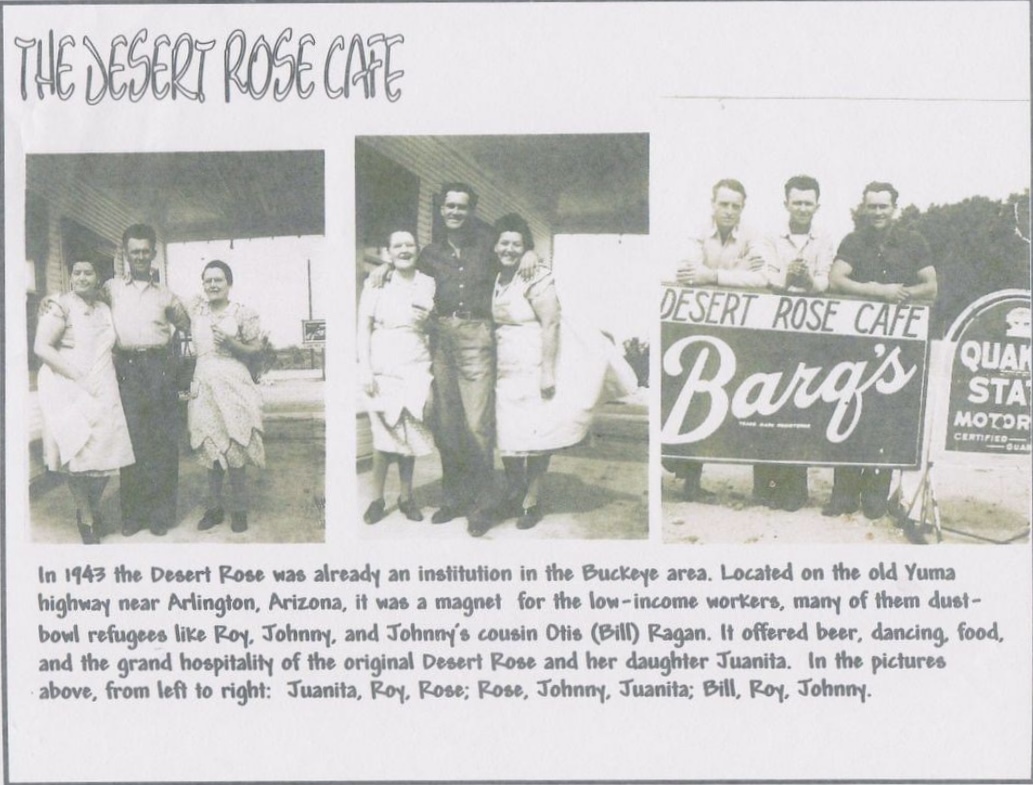 THE DESERT ROSE CAFE
DESERT ROSE CAFE
Barq's
TRADE MARK REGISTERED
QUAK
STAT
MOTOR
CERTIFIED
GUAR
In 1943 the Desert Rose was already an institution in the Buckeye area. Located on the old Yuma
highway near Arlington, Arizona, it was a magnet for the low-income workers, many of them dust-
bowl refugees like Roy, Johnny, and Johnny's cousin Otis (Bill) Ragan. It offered beer, dancing, food,
and the grand hospitality of the original Desert Rose and her daughter Juanita. In the pictures
above, from left to right: Juanita, Roy, Rose; Rose, Johnny, Juanita; Bill, Roy, Johnny.